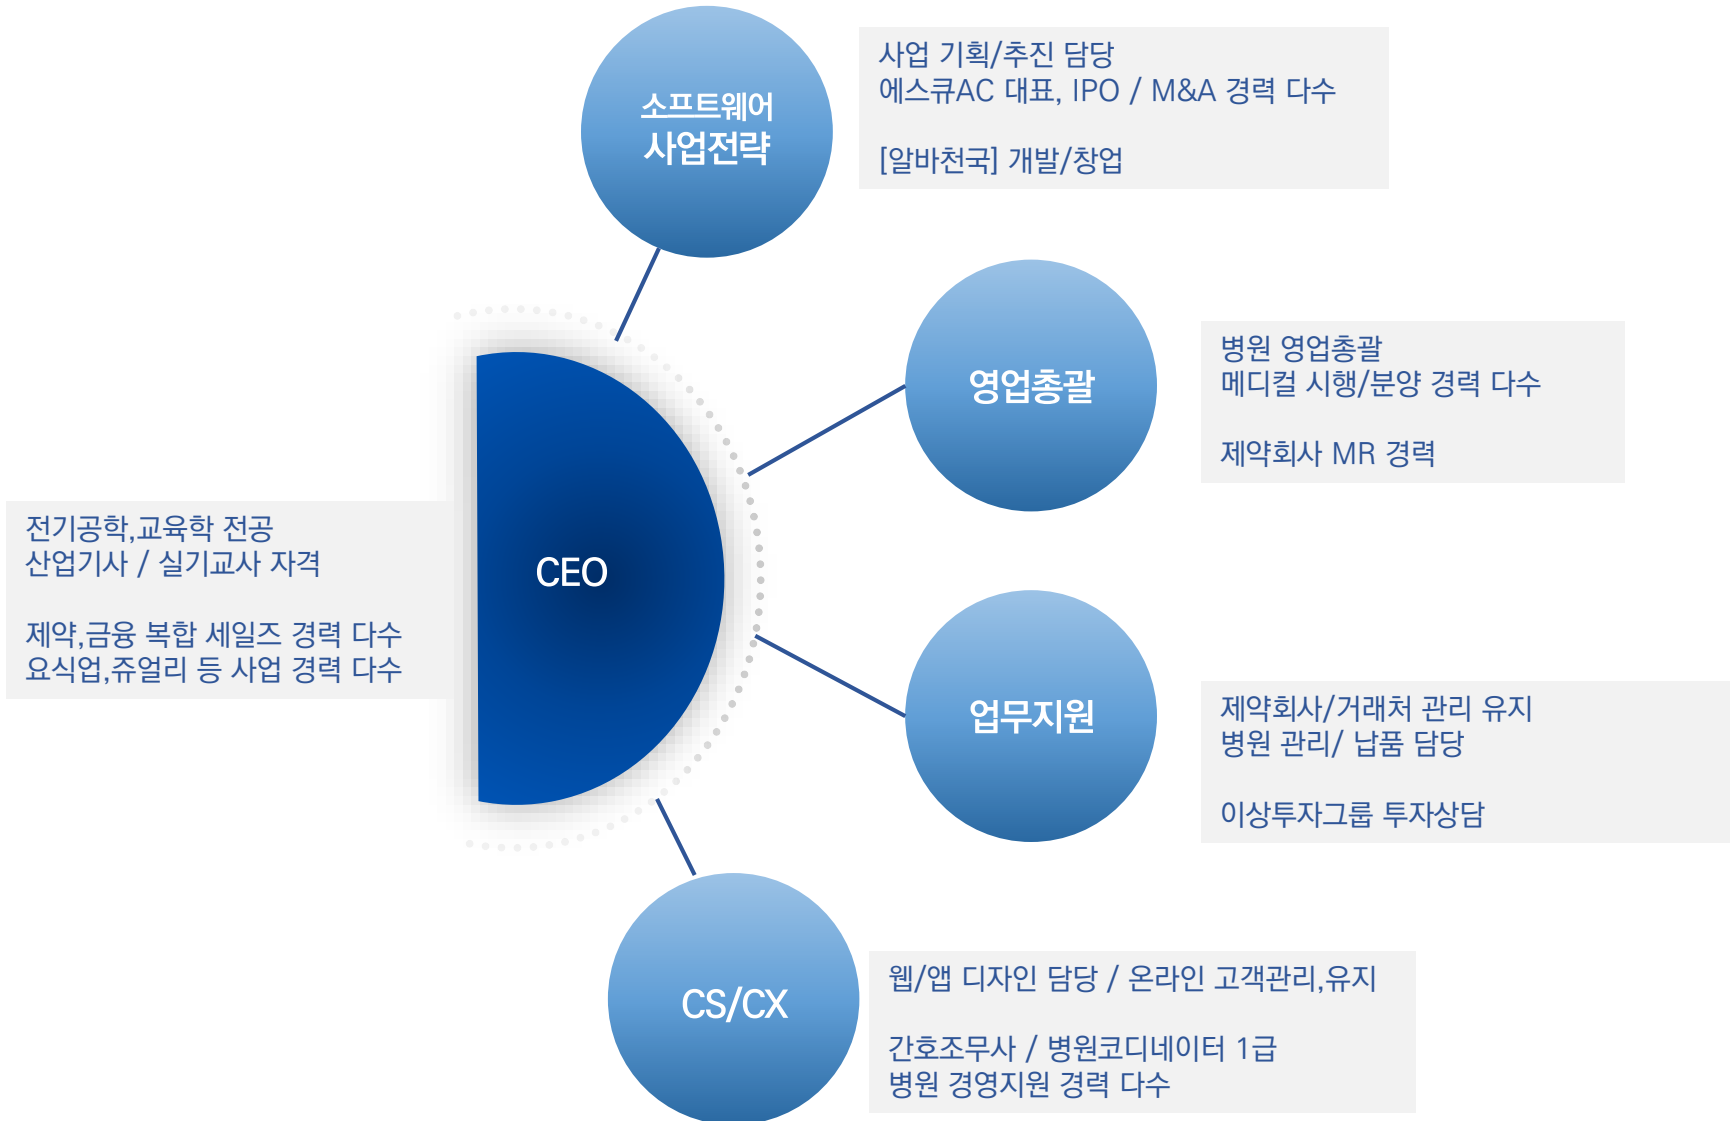 소프트웨어
사업전략
사업 기획/추진 담당
에스큐AC 대표, IPO / M&A 경력 다수
[알바천국] 개발/창업
영업총괄
병원 영업총괄
메디컬 시행/분양 경력 다수
제약회사 MR 경력
CEO
전기공학,교육학 전공
산업기사 / 실기교사 자격
제약,금융 복합 세일즈 경력 다수
요식업,쥬얼리 등 사업 경력 다수
업무지원
제약회사/거래처 관리 유지
병원 관리/ 납품 담당
이상투자그룹 투자상담
CS/CX
웹/앱 디자인 담당 / 온라인 고객관리,유지
간호조무사 / 병원코디네이터 1급
병원 경영지원 경력 다수